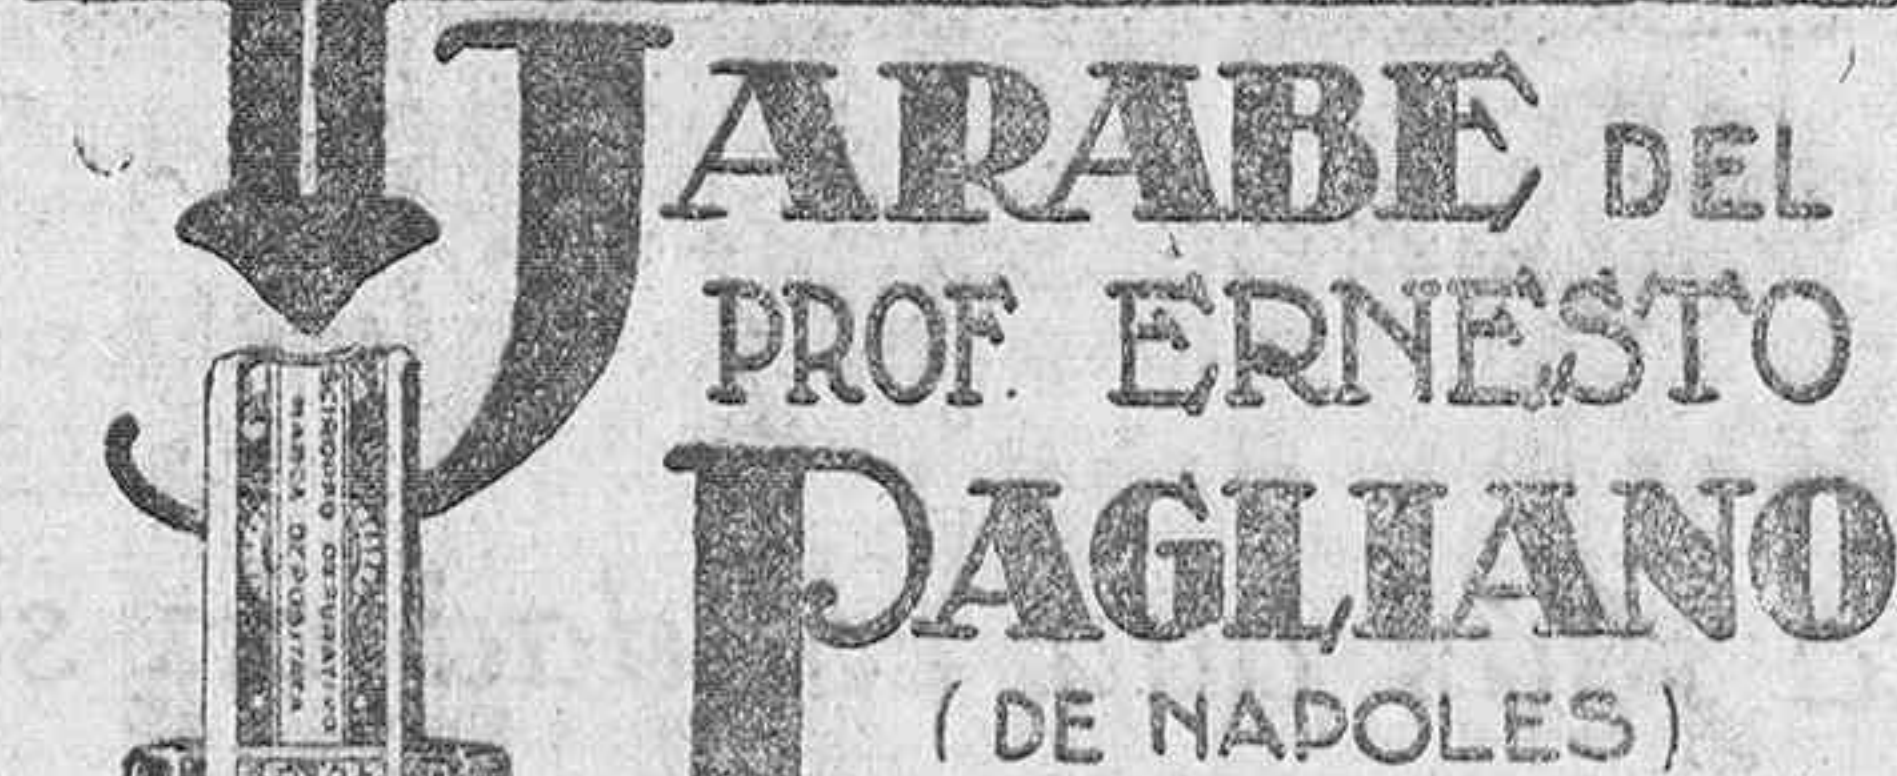 JARABE DEL
PROF. ERNESTO
PAGLIANO
(DE NAPOLES)
SCIROPPO DEPURATIVO
MARCA DEPOSITATA